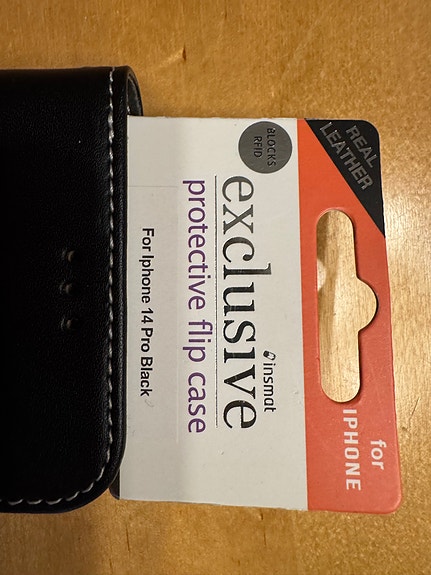 for
IPHONE
REAL
LEATHER
insmat
exclusive
protective flip case
BLOCKS
RFID
For Iphone 14 Pro Black